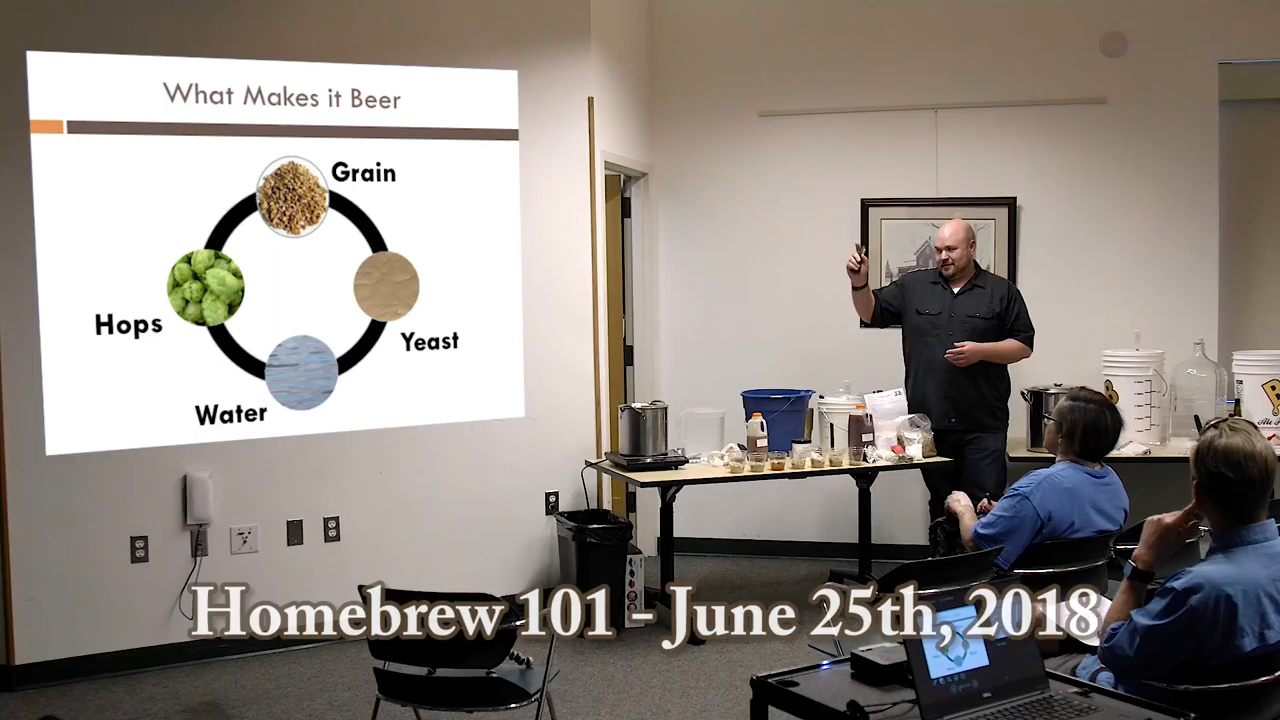 What Makes it Beer
Grain
Hops
Yeast
Water
Homebrew 101 - June 25th, 2018